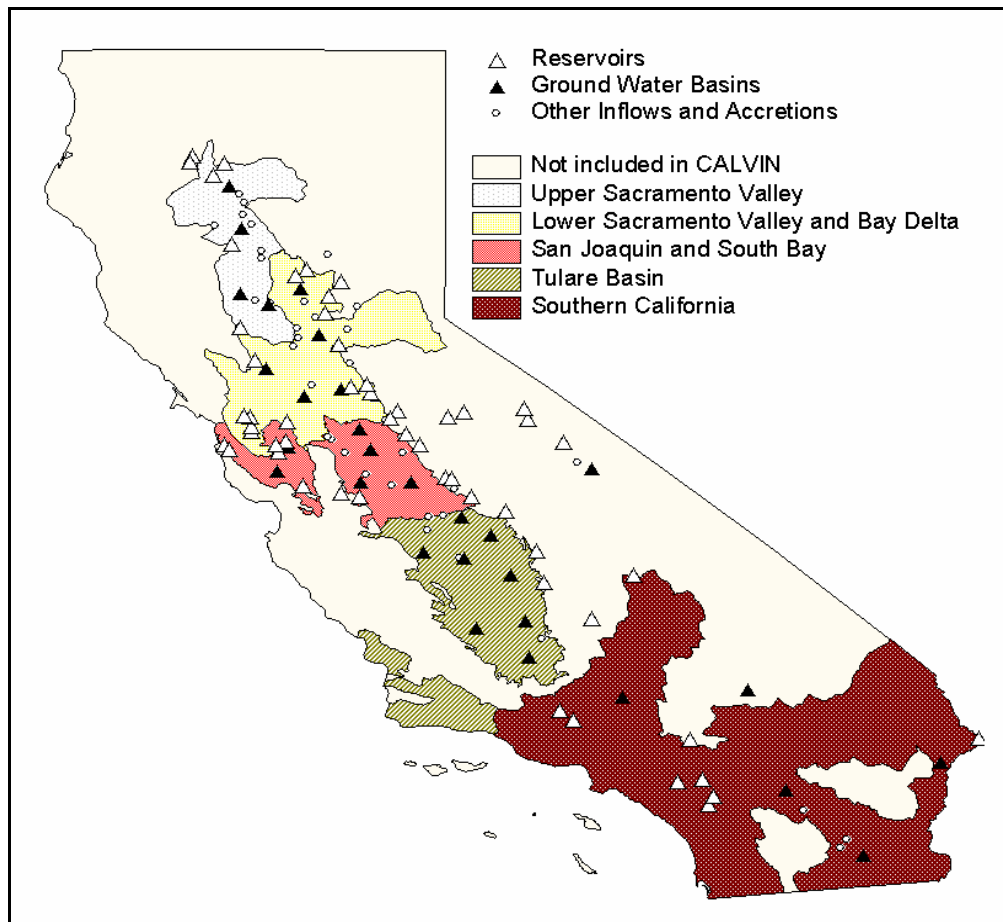 Reservoirs
Ground Water Basins
Other Inflows and Accretions
Not included in CALVIN
Upper Sacramento Valley
Lower Sacramento Valley and Bay Delta
San Joaquin and South Bay
Tulare Basin
Southern California